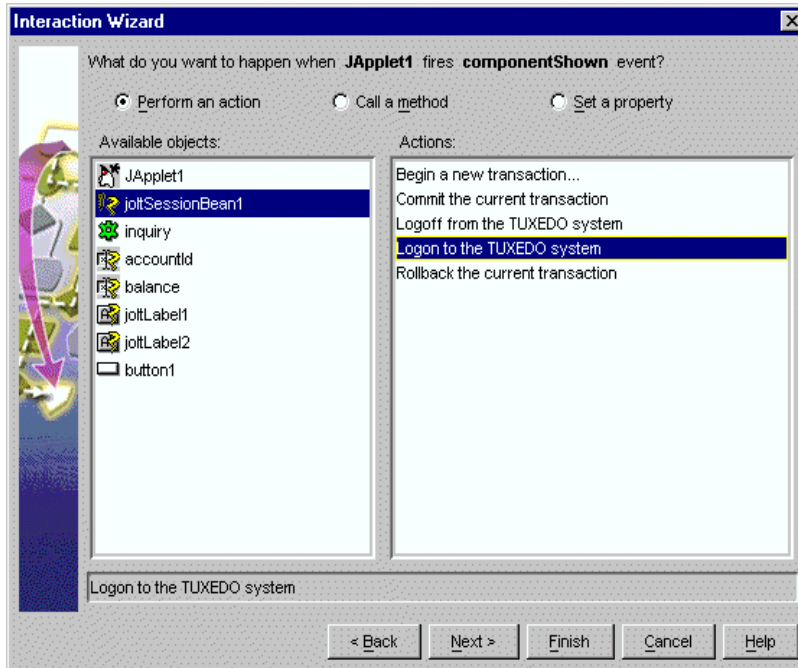 Interaction Wizard
What do you want to happen when JApplet1 fires componentShown event?
Perform an action
Call a method
Set a property
Available objects:
Actions:
JApplet1
joltSessionBean1
inquiry
accountId
balance
joltLabel1
joltLabel2
button1
Begin a new transaction...
Commit the current transaction
Logoff from the TUXEDO system
Logon to the TUXEDO system
Rollback the current transaction
Logon to the TUXEDO system
< Back
Next >
Finish
Cancel
Help